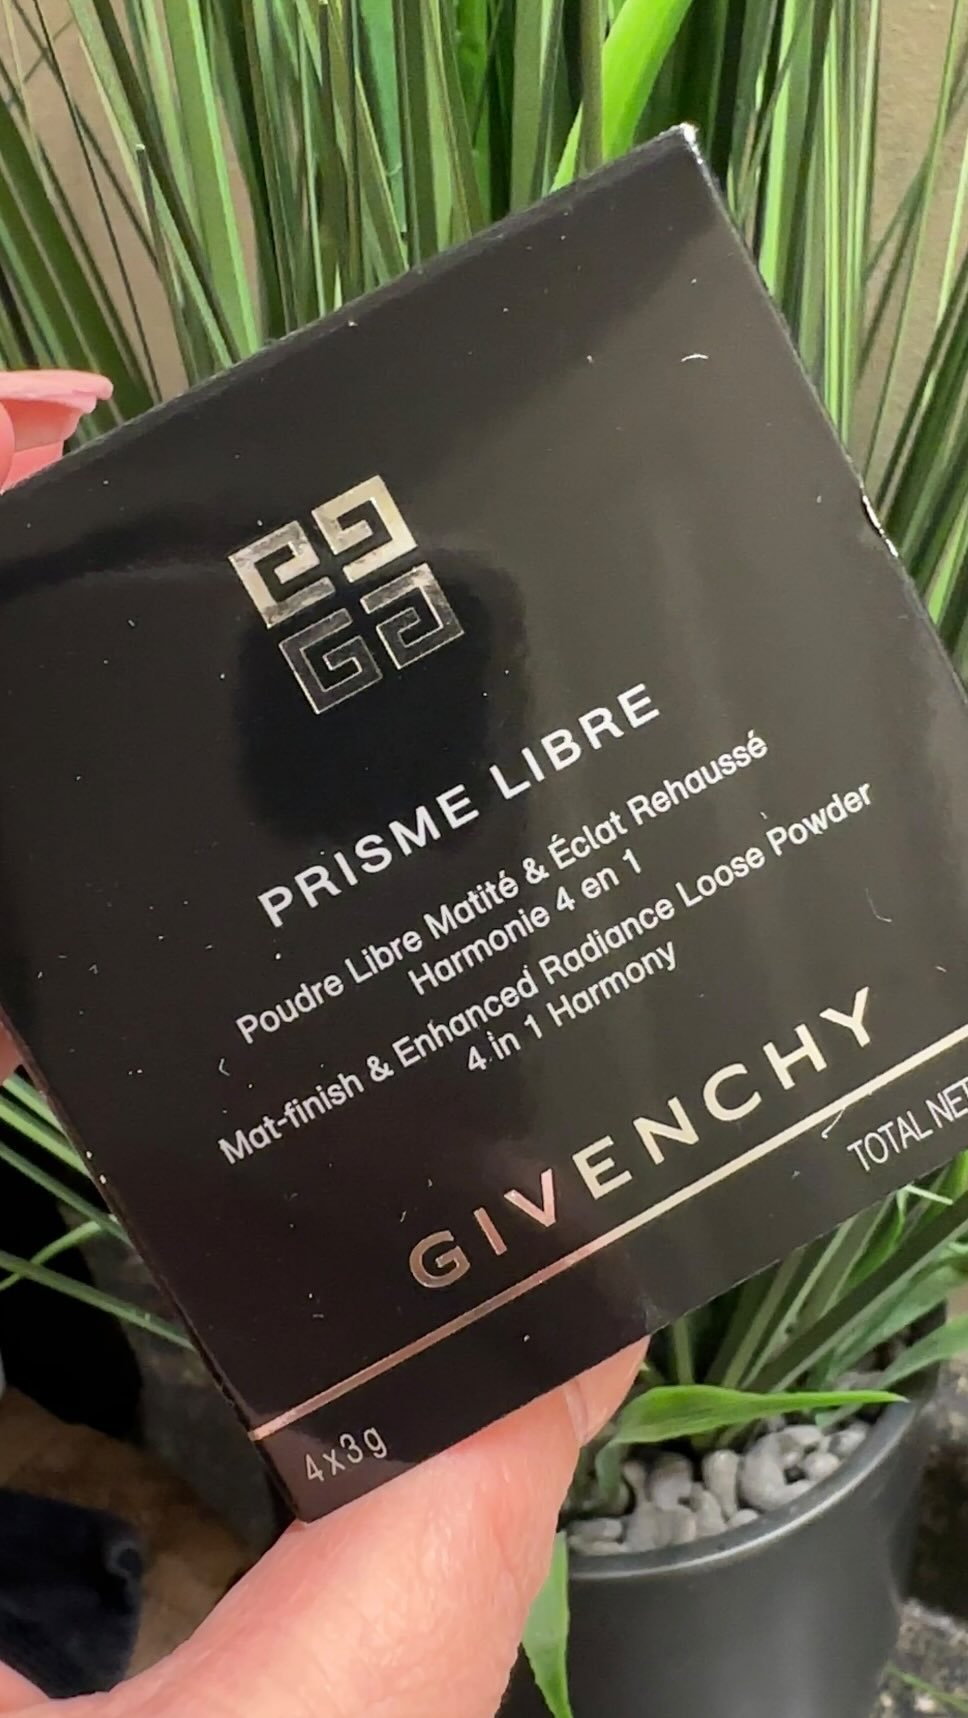 PRISME LIBRE
Poudre Libre Matité & Éclat Rehaussé
Harmonie 4 en 1
Mat-finish & Enhanced Radiance Loose Powder
4 in 1 Harmony
GIVENCHY
4x3g
TOTAL NET